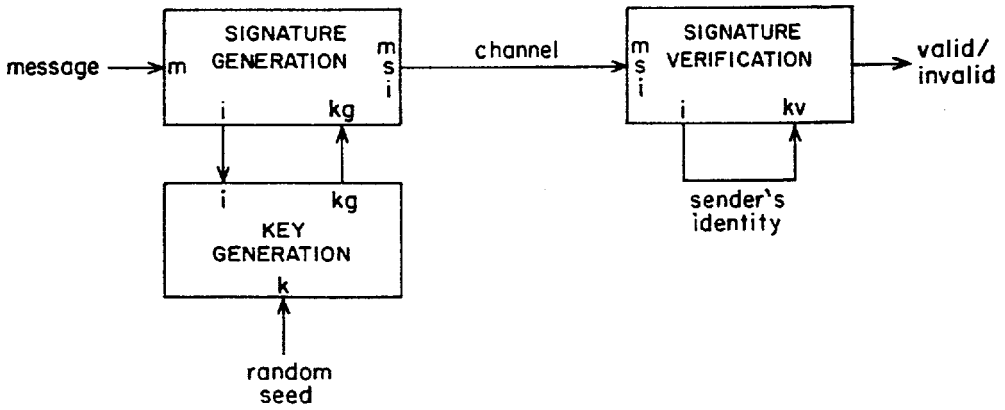 SIGNATURE
GENERATION
message
m
m
s
i
i
kg
channel
SIGNATURE
VERIFICATION
m
s
i
i
kv
valid/
invalid
sender's
identity
i
kg
KEY
GENERATION
k
random
seed